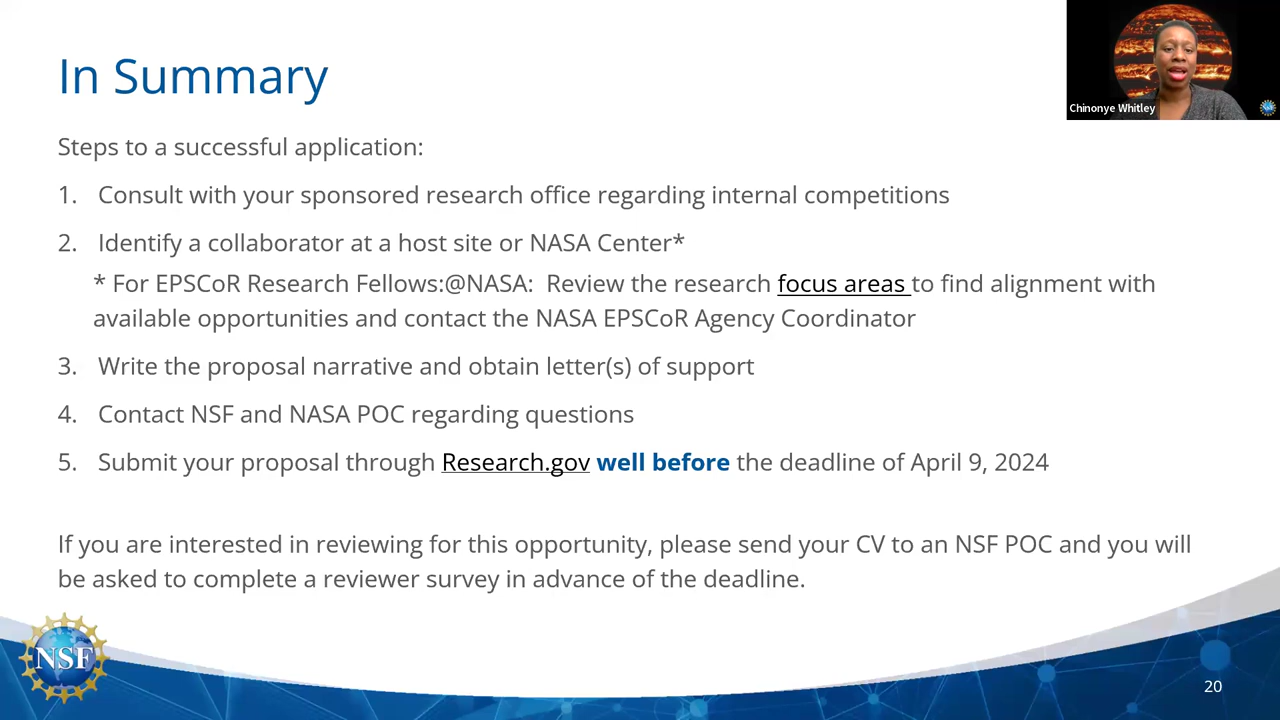 In Summary
Chinonye Whitley
Steps to a successful application:
1. Consult with your sponsored research office regarding internal competitions
2. Identify a collaborator at a host site or NASA Center*
* For EPSCoR Research Fellows:@NASA: Review the research focus areas to find alignment with
available opportunities and contact the NASA EPSCoR Agency Coordinator
3. Write the proposal narrative and obtain letter(s) of support
4. Contact NSF and NASA POC regarding questions
5. Submit your proposal through Research.gov well before the deadline of April 9, 2024
If you are interested in reviewing for this opportunity, please send your CV to an NSF POC and you will
be asked to complete a reviewer survey in advance of the deadline.
NSF
20